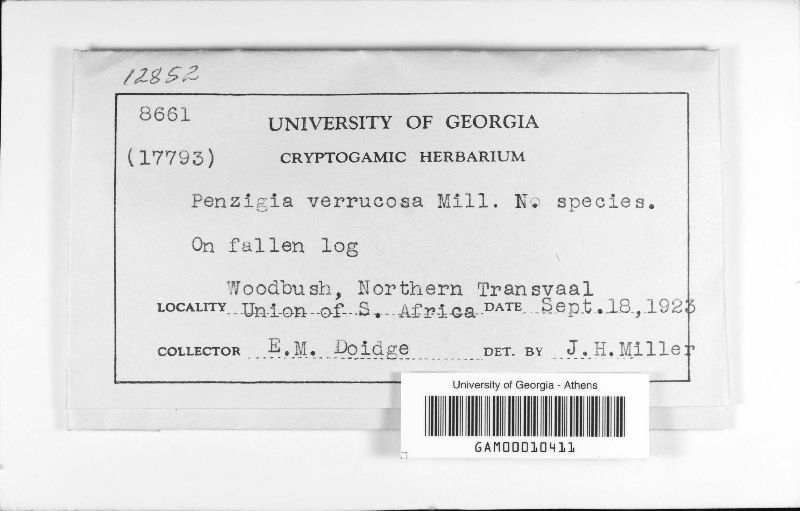 12852
8661
UNIVERSITY OF GEORGIA
(17793)
CRYPTOGAMIC HERBARIUM
Penzigia verrucosa Mill. N. species.
On fallen log
Woodbush, Northern Transvaal
LOCALITY Union of S. Africa DATE Sept.18,1923
COLLECTOR E.M. Doidge DET. BY J.H.Miller
University of Georgia - Athens
GAM00010411